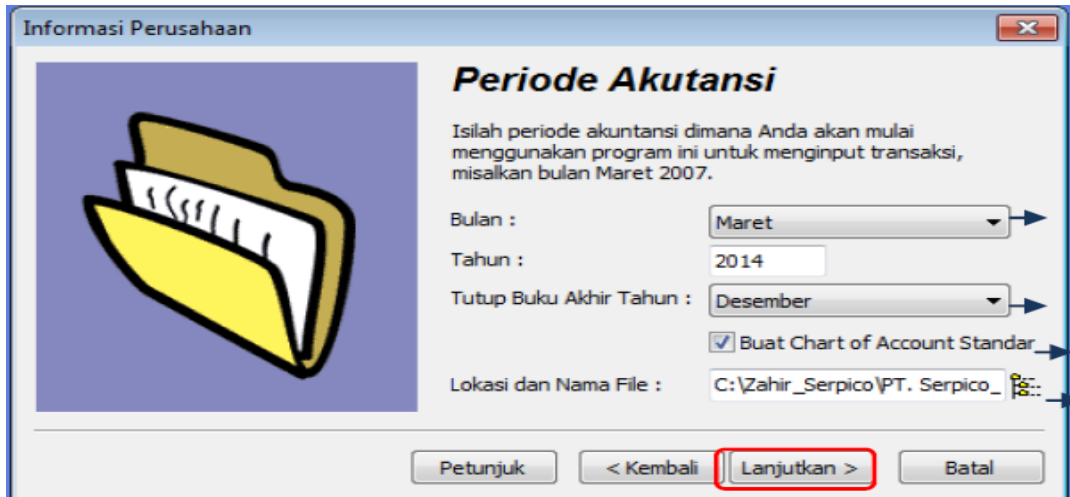 Informasi Perusahaan
Periode Akutansi
Isilah periode akuntansi dimana Anda akan mulai
menggunakan program ini untuk menginput transaksi,
misalkan bulan Maret 2007.
Bulan : Maret
Tahun : 2014
Tutup Buku Akhir Tahun : Desember
Buat Chart of Account Standar
Lokasi dan Nama File : C:\Zahir_Serpico\PT. Serpico_
Petunjuk < Kembali Lanjutkan > Batal